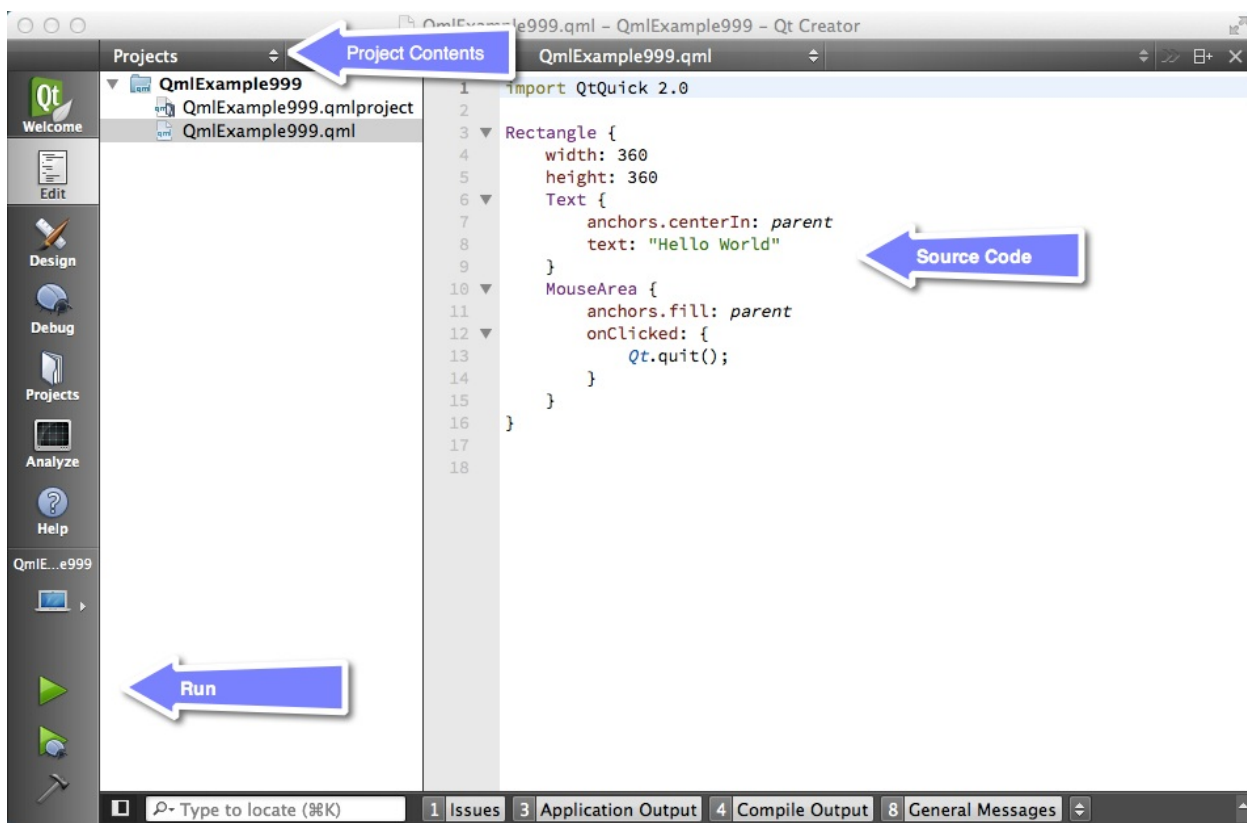 QmlExample999.qml – QmlExample999 – Qt Creator
Projects
Project Contents
QmlExample999.qml
Welcome
Edit
Design
Debug
Projects
Analyze
Help
QmlE...e999
QmlExample999
QmlExample999.qmlproject
QmlExample999.qml
1 import QtQuick 2.0
2
3 Rectangle {
4 width: 360
5 height: 360
6 Text {
7 anchors.centerIn: parent
8 text: "Hello World"
9 }
10 MouseArea {
11 anchors.fill: parent
12 onClicked: {
13 Qt.quit();
14 }
15 }
16 }
17
18
Source Code
Run
Type to locate (⌘K)
1 Issues 3 Application Output 4 Compile Output 8 General Messages